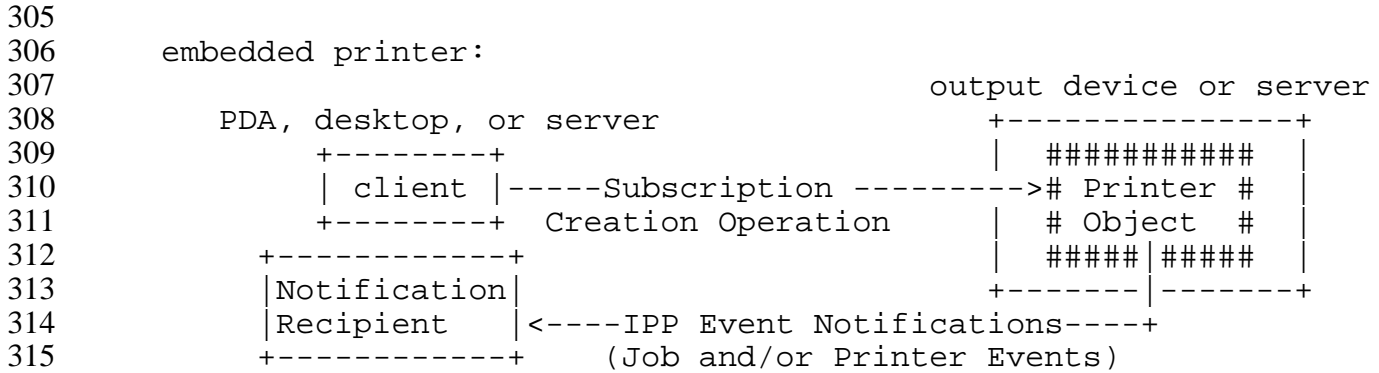 305
306 embedded printer:
307 output device or server
308 PDA, desktop, or server +---------------+
309 +--------+ | ########### |
310 | client |-----Subscription ---------># Printer # |
311 +--------+ Creation Operation | # Object # |
312 +------------+ | #####|##### |
313 |Notification| +-------|-------+
314 |Recipient |<----IPP Event Notifications----+
315 +------------+ (Job and/or Printer Events)